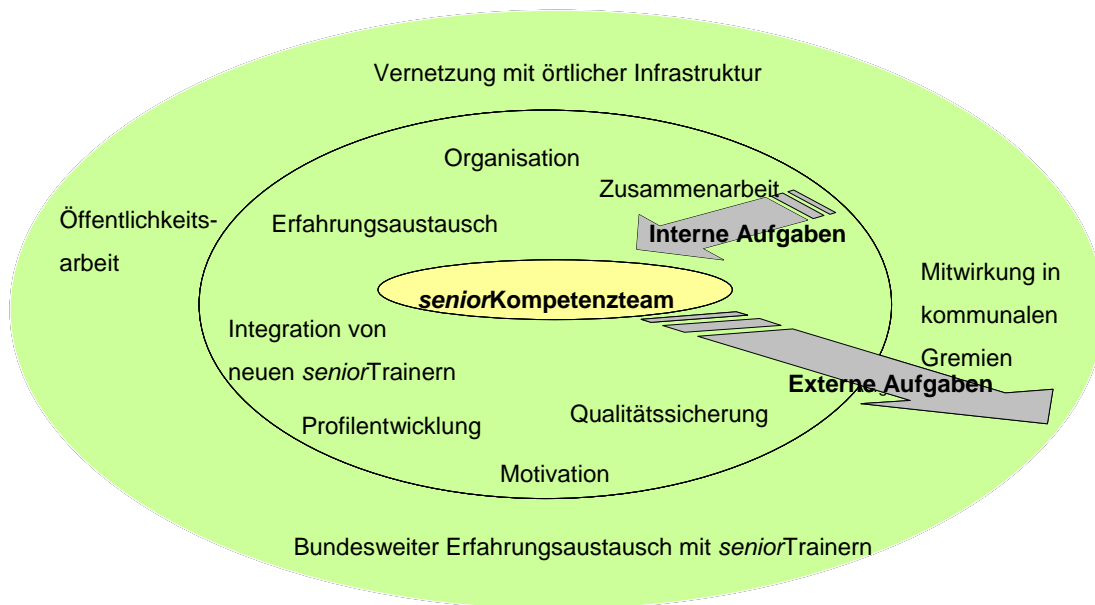 Vernetzung mit örtlicher Infrastruktur
Organisation
Zusammenarbeit
Öffentlichkeits-
arbeit
Erfahrungsaustausch
Interne Aufgaben
Mitwirkung in
kommunalen
Gremien
seniorKompetenzteam
Integration von
neuen seniorTrainern
Externe Aufgaben
Profilentwicklung
Qualitätssicherung
Motivation
Bundesweiter Erfahrungsaustausch mit seniorTrainern